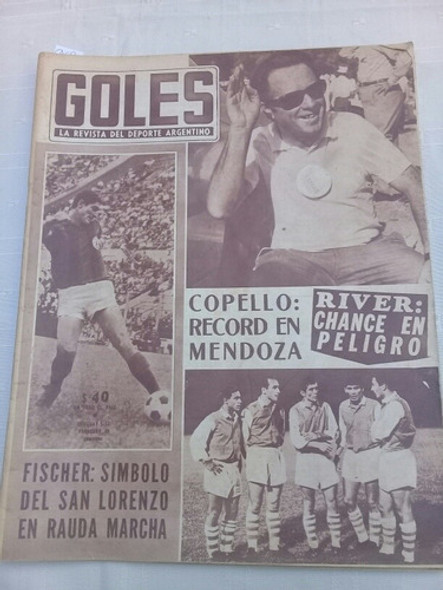 GOLES
LA REVISTA DEL DEPORTE ARGENTINO
COPELLO:
RECORD EN
MENDOZA
RIVER:
CHANCE EN
PELIGRO
$ 40
FISCHER: SIMBOLO
DEL SAN LORENZO
EN RAUDA MARCHA